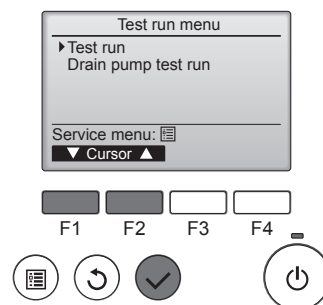 Test run menu
Test run
Drain pump test run
Service menu:
▼ Cursor ▲
F1 F2 F3 F4